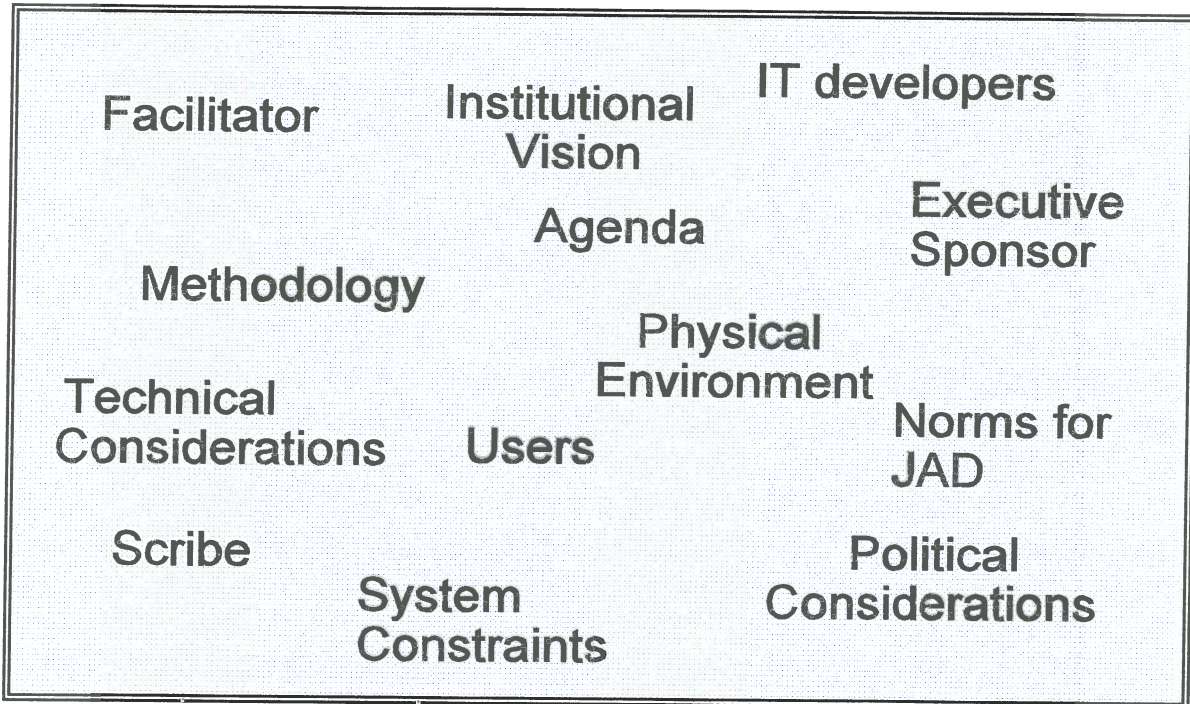 Facilitator
Institutional
Vision
IT developers
Agenda
Executive
Sponsor
Methodology
Physical
Environment
Technical
Considerations
Users
Norms for
JAD
Scribe
System
Constraints
Political
Considerations